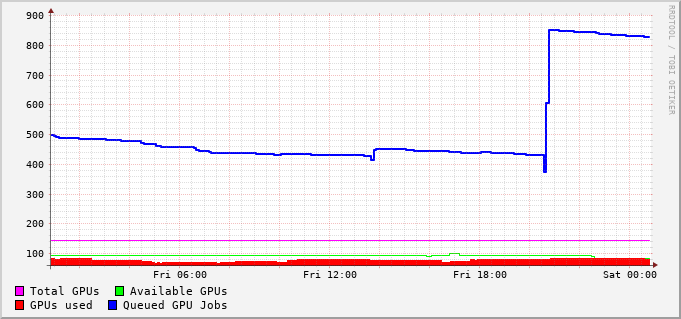 900
800
700
600
500
400
300
200
100
Fri 06:00 Fri 12:00 Fri 18:00 Sat 00:00
Total GPUs Available GPUs
GPUs used Queued GPU Jobs
RRDTOOL / TOBI OETIKER